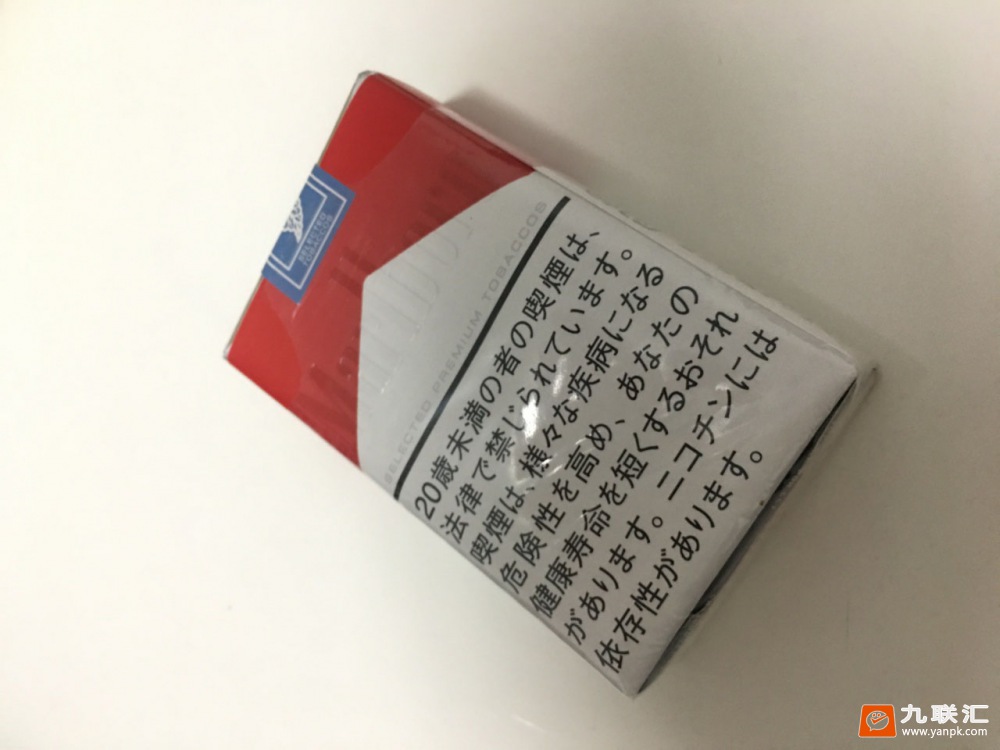 SELECTED
TOBACCOS
SELECTED PREMIUM TOBACCOS
20歳未満の者の喫煙は、
法律で禁じられています。
喫煙は、様々な疾病になる
危険性を高め、あなたの
健康寿命を短くするおそれ
があります。ニコチンには
依存性があります。
九联汇
www.yanpk.com